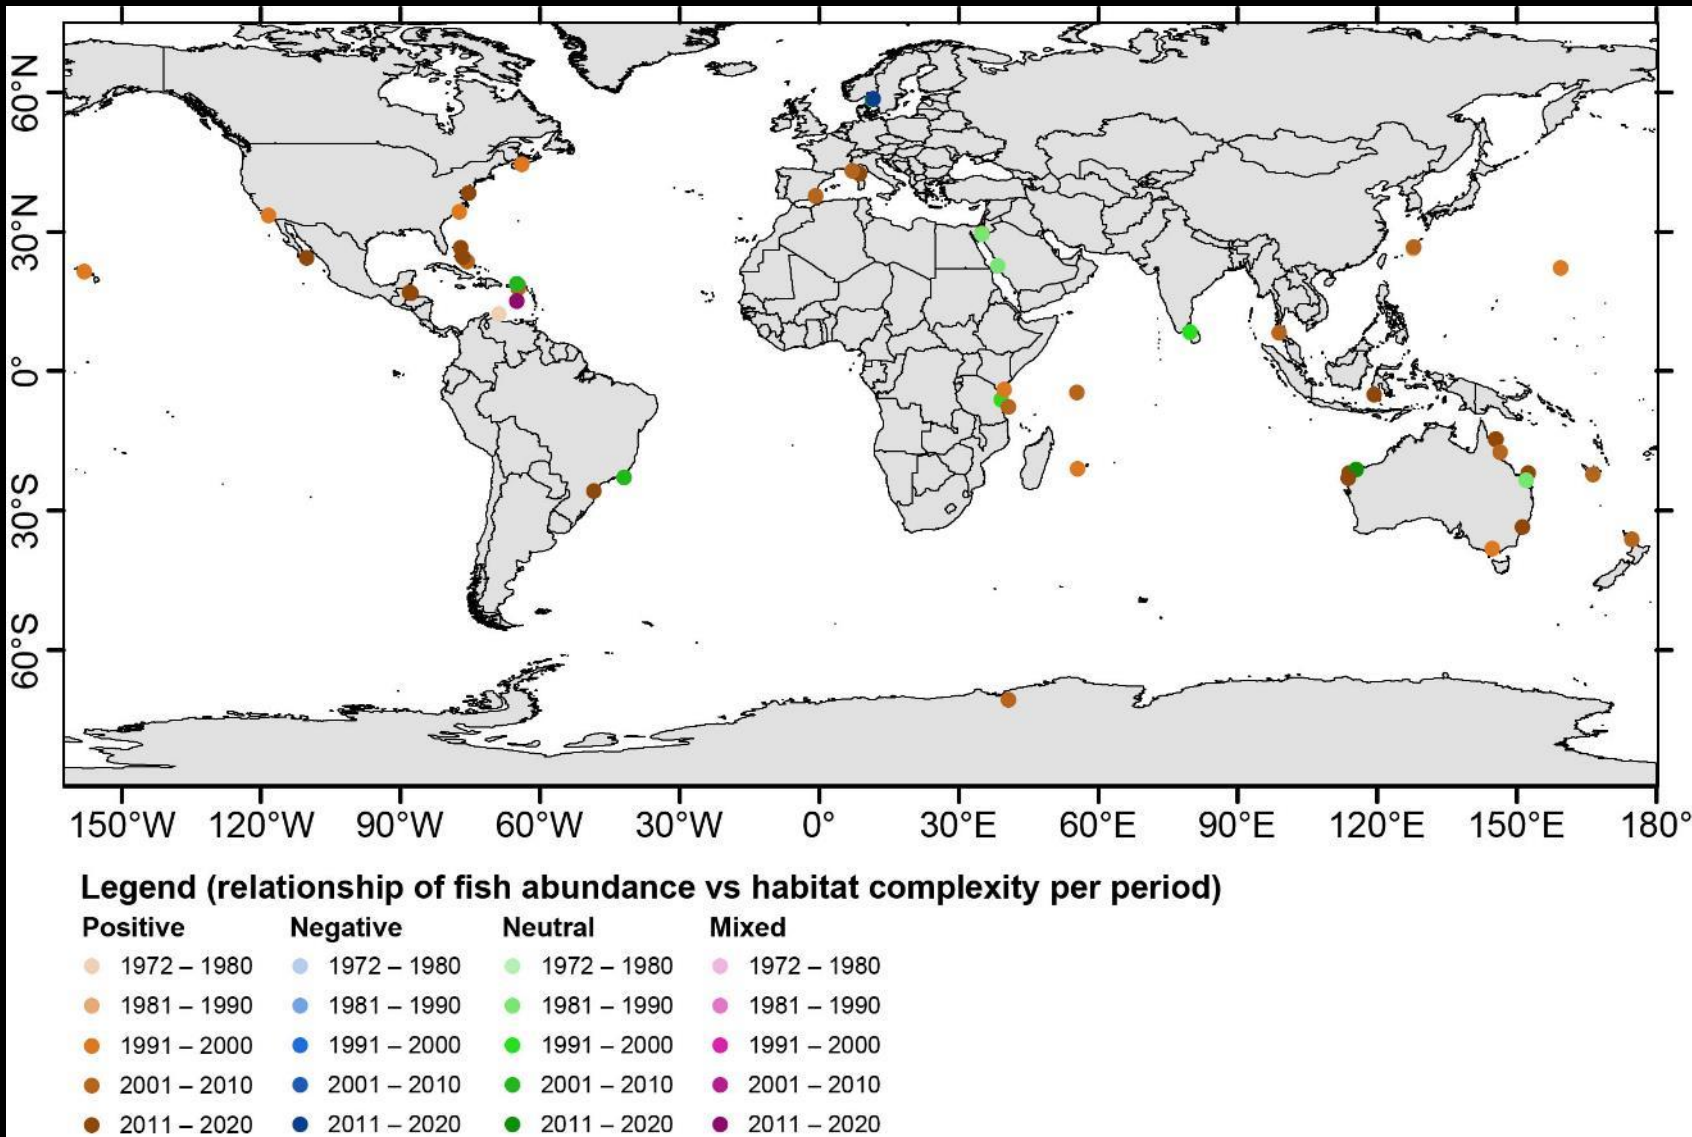 60°N
30°N
0°
30°S
60°S
150°W 120°W 90°W 60°W 30°W 0° 30°E 60°E 90°E 120°E 150°E 180°
Legend (relationship of fish abundance vs habitat complexity per period)
Positive Negative Neutral Mixed
1972 – 1980 1972 – 1980 1972 – 1980 1972 – 1980
1981 – 1990 1981 – 1990 1981 – 1990 1981 – 1990
1991 – 2000 1991 – 2000 1991 – 2000 1991 – 2000
2001 – 2010 2001 – 2010 2001 – 2010 2001 – 2010
2011 – 2020 2011 – 2020 2011 – 2020 2011 – 2020